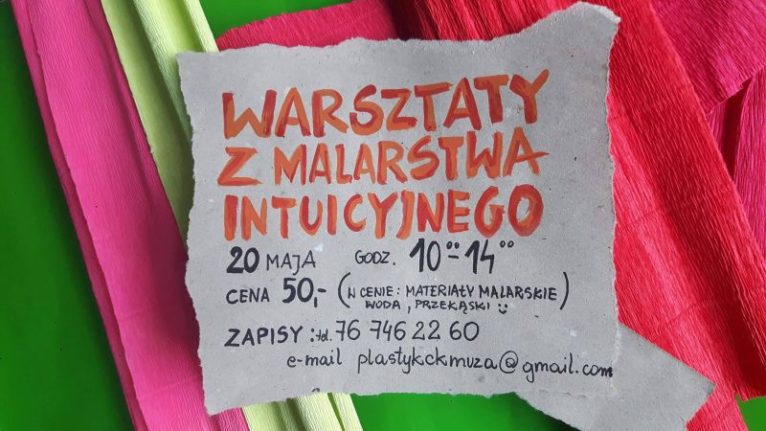 WARSZTATY
Z MALARSTWA
INTUICYJNEGO
20 MAJA GODZ. 10⁰⁰-14⁰⁰
CENA 50,- (W CENIE: MATERIAŁY MALARSKIE
WODA, PRZEKĄSKI)
ZAPISY: tel. 76 746 22 60
e-mail plastykckmuza@gmail.com